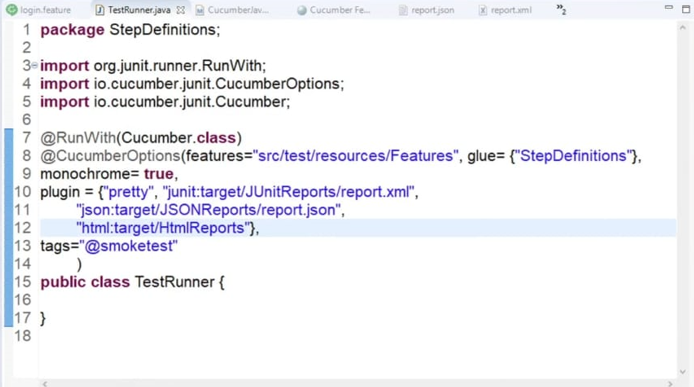 login.feature TestRunner.java CucumberJav... Cucumber Fe... report.json report.xml »2
1 package StepDefinitions;
2
3 import org.junit.runner.RunWith;
4 import io.cucumber.junit.CucumberOptions;
5 import io.cucumber.junit.Cucumber;
6
7 @RunWith(Cucumber.class)
8 @CucumberOptions(features="src/test/resources/Features", glue= {"StepDefinitions"},
9 monochrome= true,
10 plugin = {"pretty", "junit:target/JUnitReports/report.xml",
11 "json:target/JSONReports/report.json",
12 "html:target/HtmlReports"},
13 tags="@smoketest"
14 )
15 public class TestRunner {
16
17 }
18